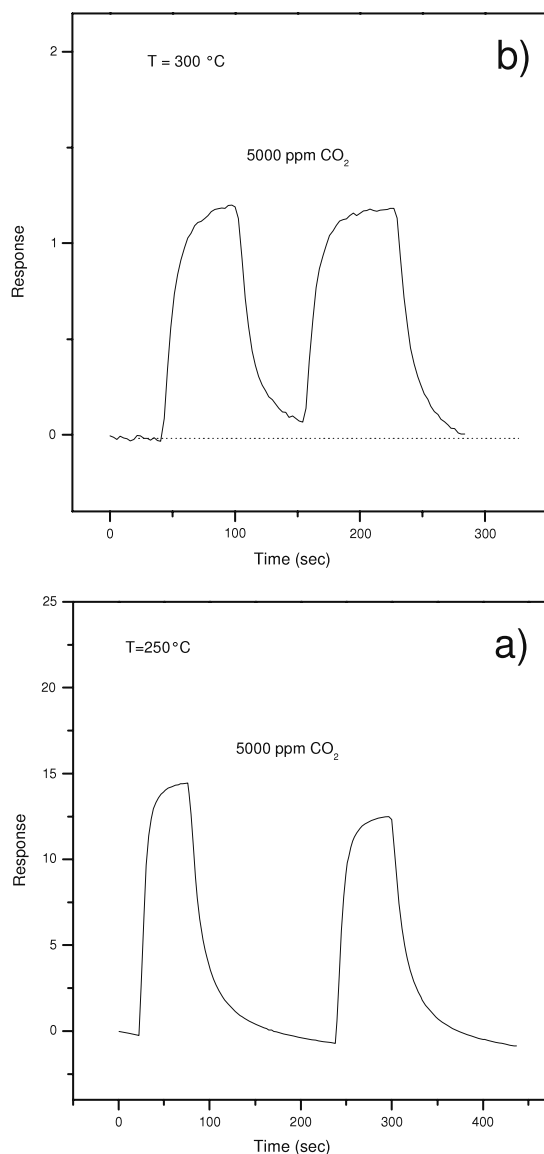 b)
2
T = 300 °C
5000 ppm CO₂
1
0
Response
0 100 200 300
Time (sec)
a)
25
T=250°C
20
5000 ppm CO₂
15
10
5
0
Response
0 100 200 300 400
Time (sec)